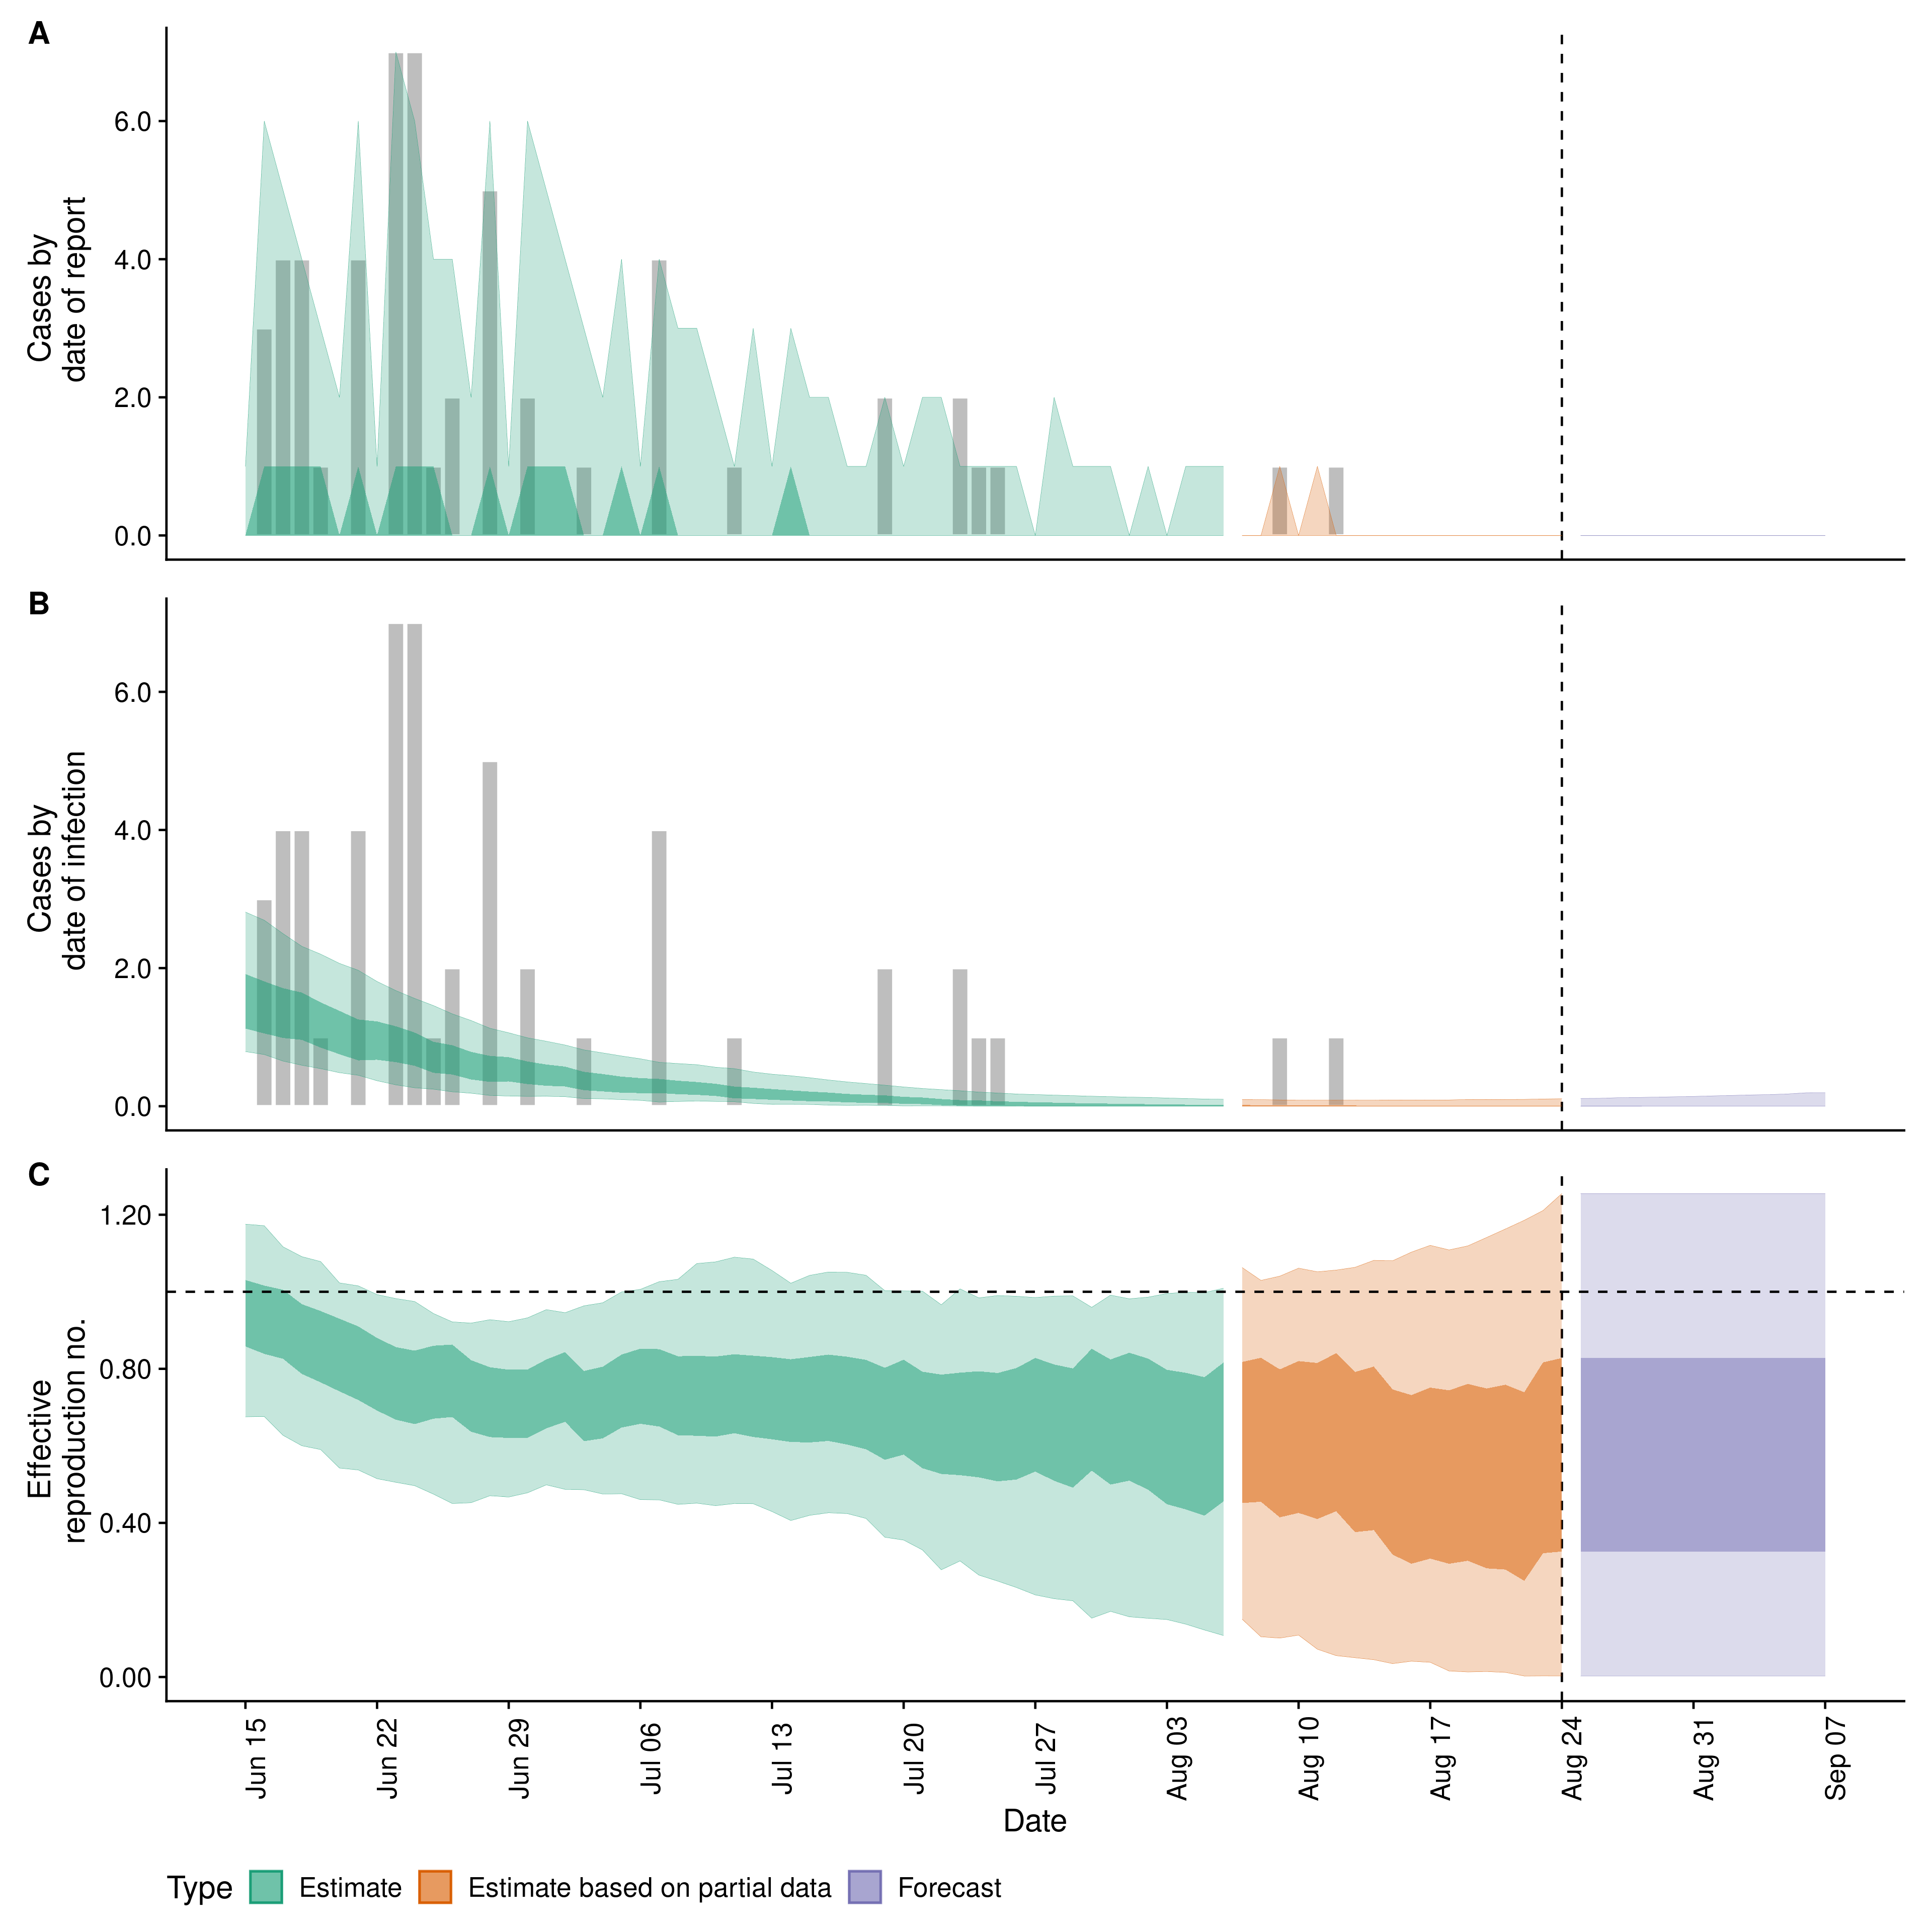 A
Cases by
date of report
6.0
4.0
2.0
0.0
B
Cases by
date of infection
6.0
4.0
2.0
0.0
C
Effective
reproduction no.
1.20
0.80
0.40
0.00
Jun 15
Jun 22
Jun 29
Jul 06
Jul 13
Jul 20
Jul 27
Aug 03
Aug 10
Aug 17
Aug 24
Aug 31
Sep 07
Date
Type Estimate Estimate based on partial data Forecast